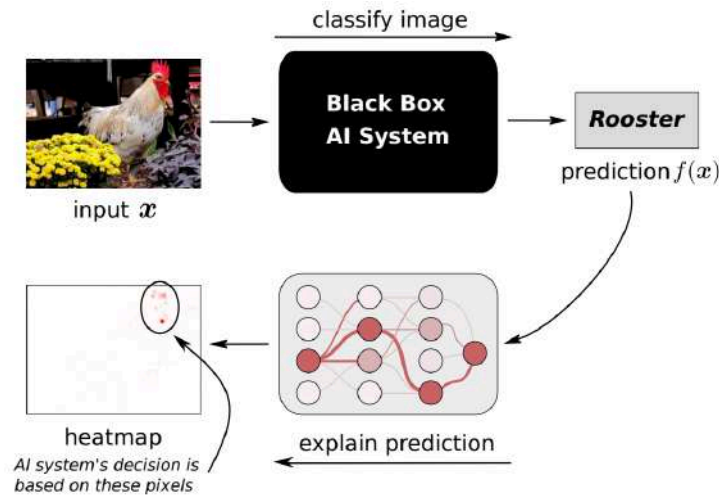 classify image
Black Box
AI System
Rooster
prediction f(x)
input x
heatmap
explain prediction
AI system's decision is
based on these pixels